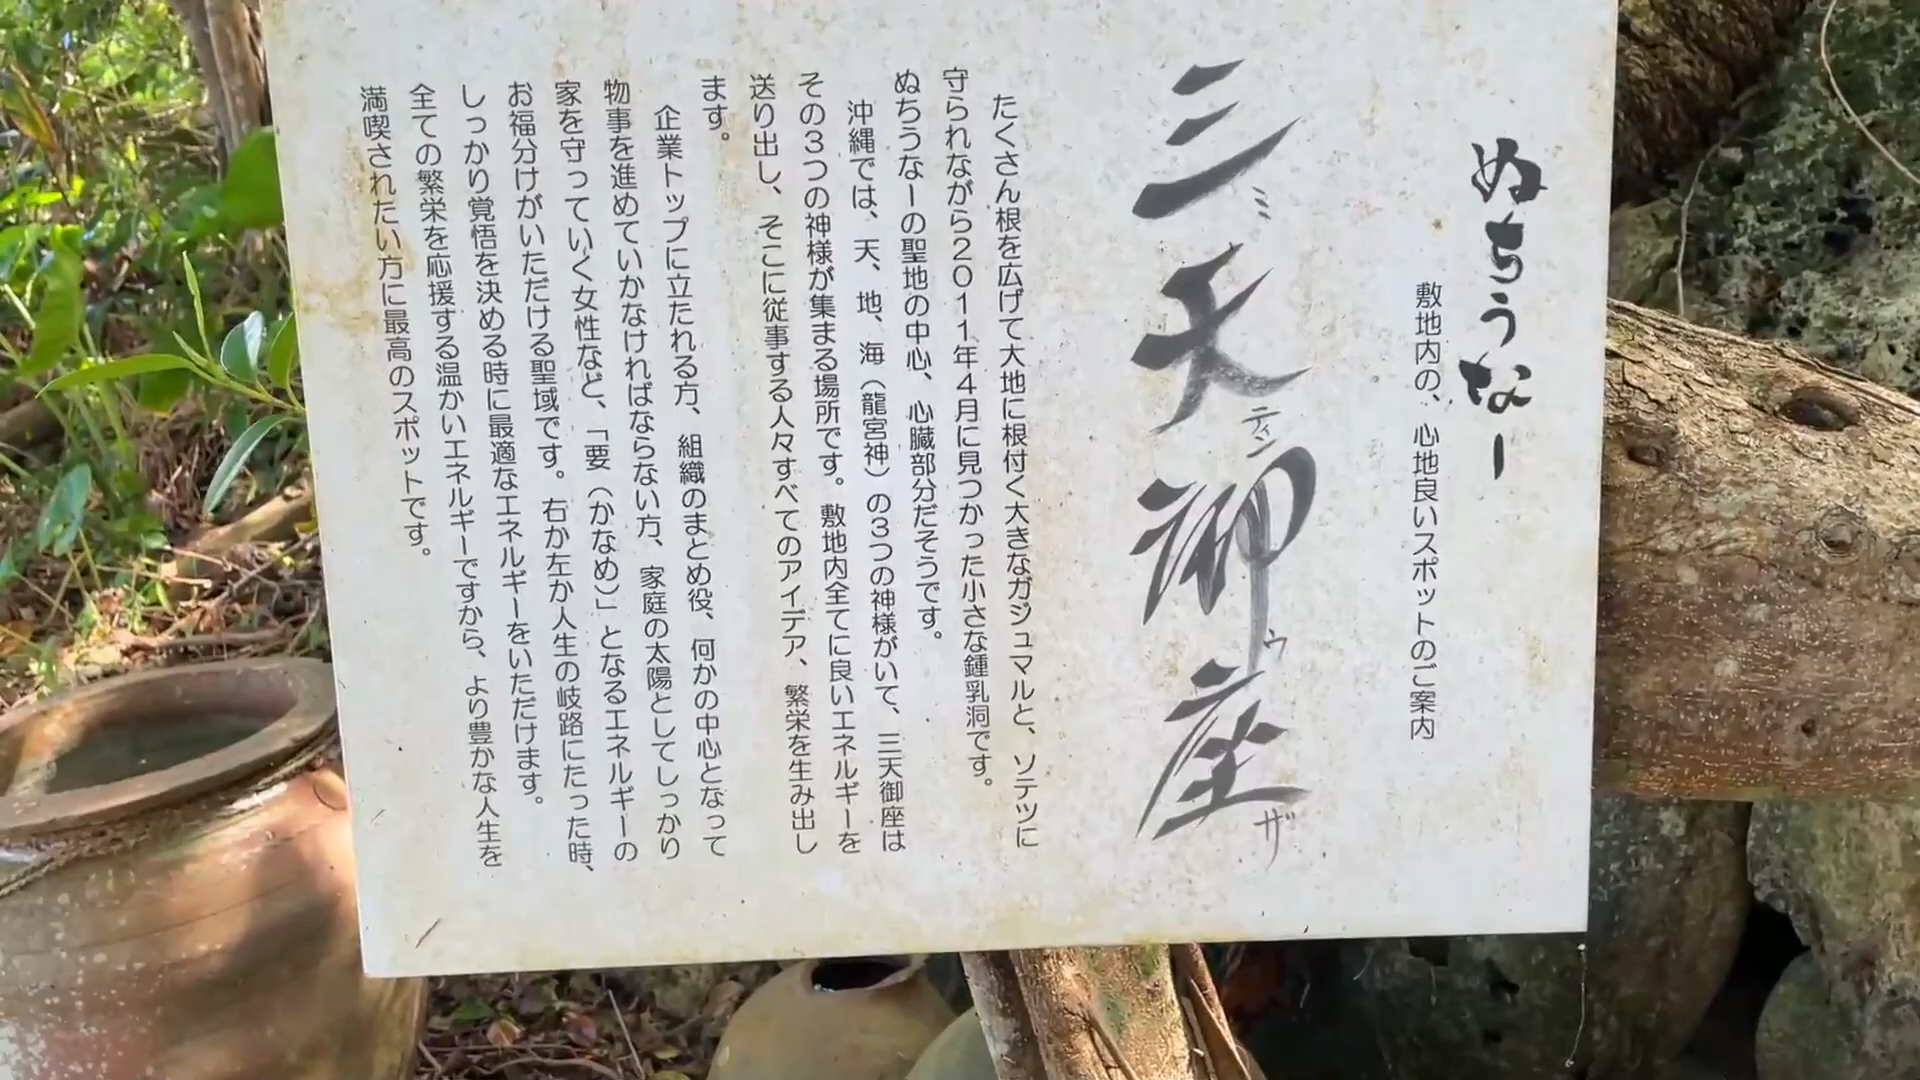 ぬちうなー
敷地内の、心地良いスポットのご案内
三天御座
ミ
ティン
ウ
ザ
たくさん根を広げて大地に根付く大きなガジュマルと、ソテツに
守られながら2011年4月に見つかった小さな鍾乳洞です。
ぬちうなーの聖地の中心、心臓部分だそうです。
沖縄では、天、地、海（龍宮神）の3つの神様がいて、三天御座は
その3つの神様が集まる場所です。敷地内全てに良いエネルギーを
送り出し、そこに従事する人々すべてのアイデア、繁栄を生み出し
ます。
企業トップに立たれる方、組織のまとめ役、何かの中心となって
物事を進めていかなければならない方、家庭の太陽としてしっかり
家を守っていく女性など、「要（かなめ）」となるエネルギーの
お福分けがいただける聖域です。右か左か人生の岐路にたった時、
しっかり覚悟を決める時に最適なエネルギーをいただけます。
全ての繁栄を応援する温かいエネルギーですから、より豊かな人生を
満喫されたい方に最高のスポットです。